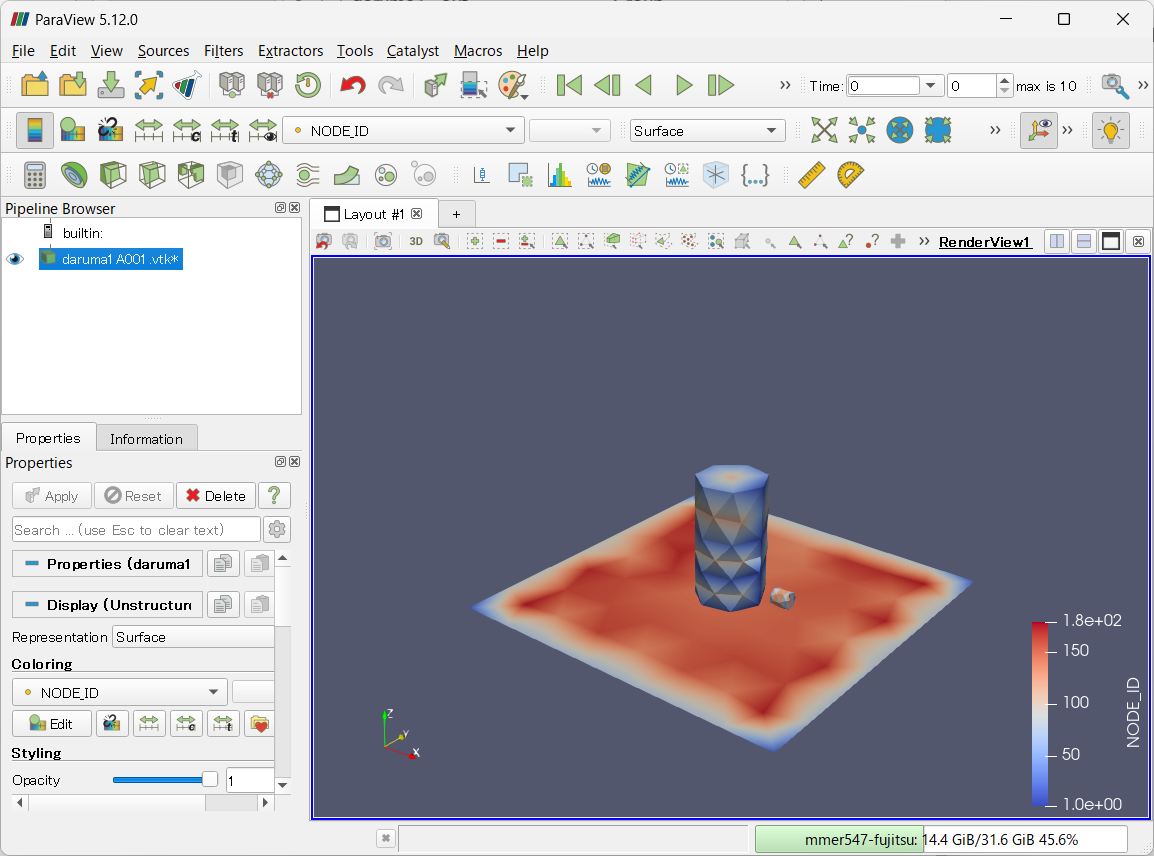 ParaView 5.12.0
File Edit View Sources Filters Extractors Tools Catalyst Macros Help
Time: 0 0 max is 10
NODE_ID Surface
Pipeline Browser
Layout #1
+
builtin:
3D
RenderView1
daruma1A001.vtk*
Properties Information
Properties
Apply Reset Delete ?
Search ... (use Esc to clear text)
Properties (daruma1
Display (Unstructure
Representation Surface
Coloring
NODE_ID
Edit
Styling
Opacity 1
Z
Y
X
1.8e+02
150
100
50
1.0e+00
NODE_ID
mmer547-fujitsu: 14.4 GiB/31.6 GiB 45.6%